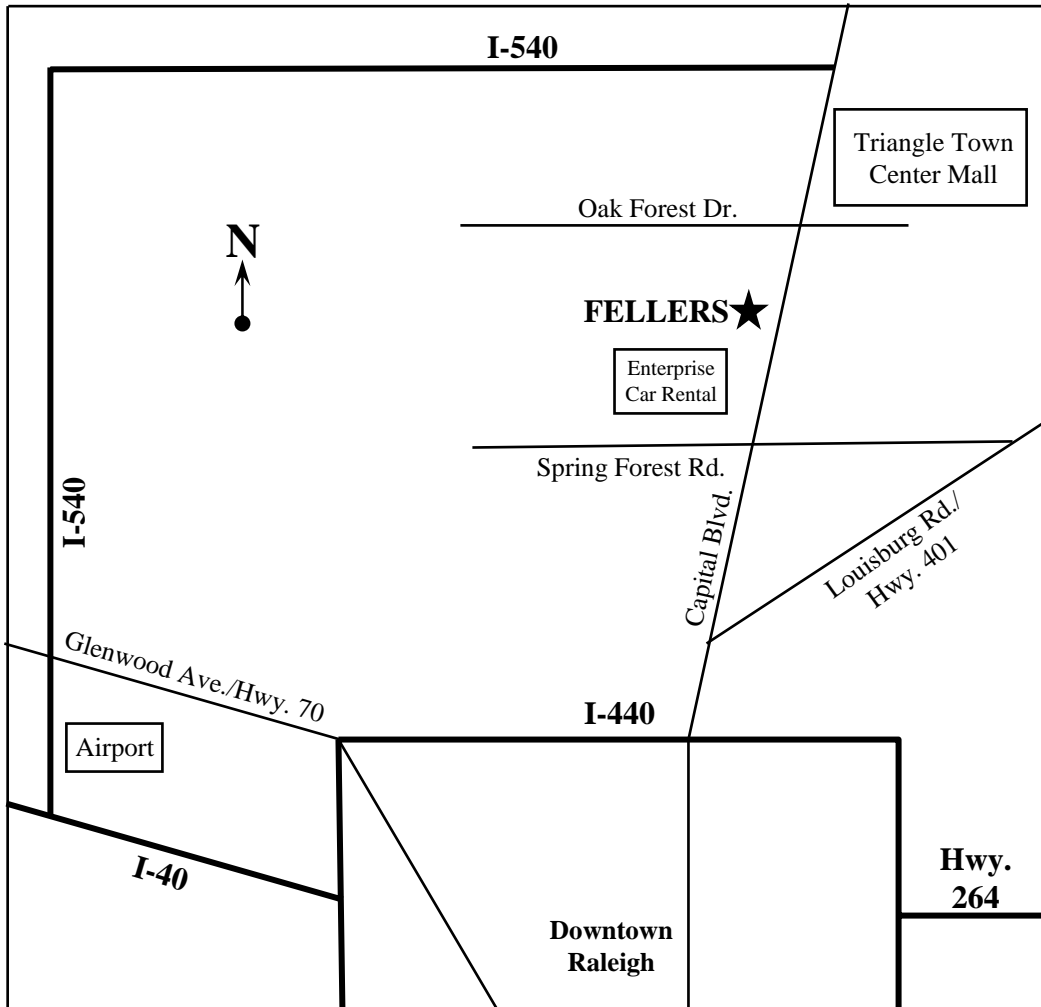 I-540
Triangle Town
Center Mall
Oak Forest Dr.
N
FELLERS
Enterprise
Car Rental
Spring Forest Rd.
I-540
Capital Blvd.
Louisburg Rd./
Hwy. 401
Glenwood Ave./Hwy. 70
I-440
Airport
I-40
Hwy.
264
Downtown
Raleigh